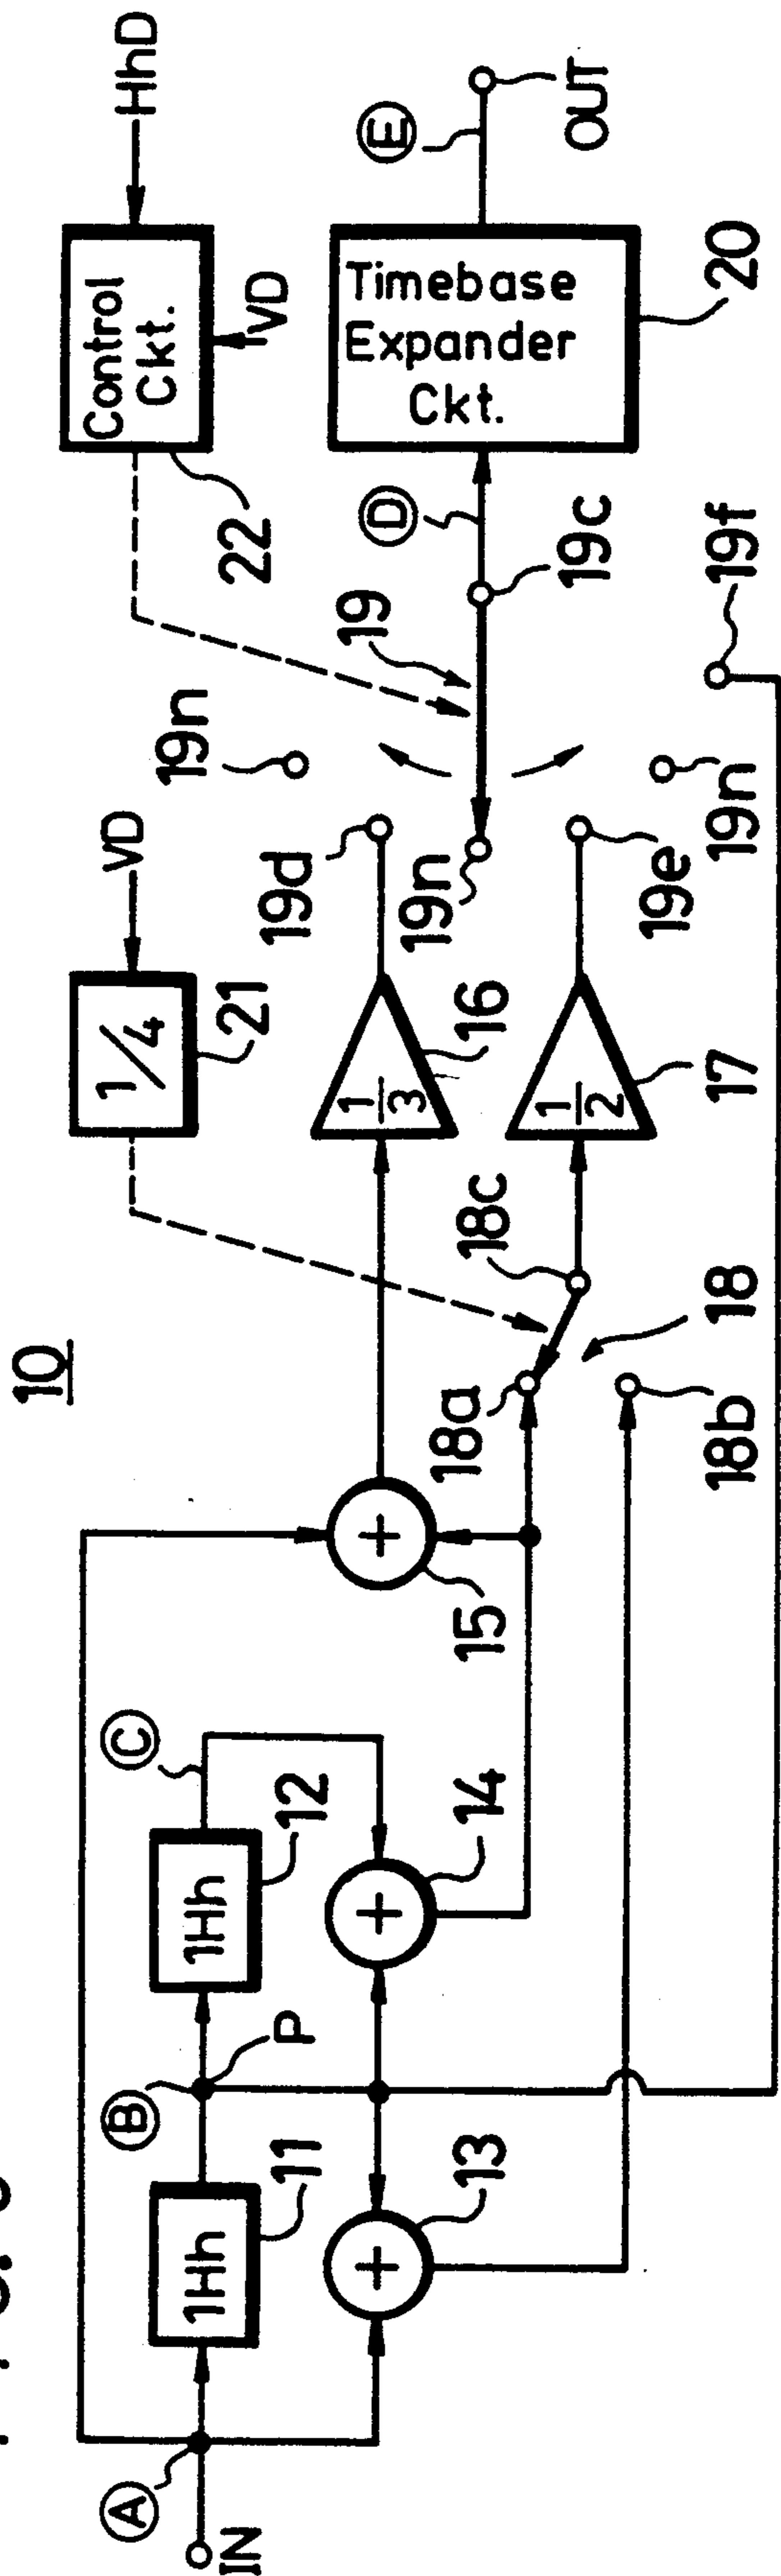 10
HhD
Control
Ckt.
VD
22
VD
1/4
21
A
IN
1Hh
11
B
P
1Hh
12
C
13
14
15
1/3
16
1/2
17
18
18a
18b
18c
19
19n
19d
19n
19e
19n
19c
19f
D
Timebase
Expander
Ckt.
20
E
OUT
+
+
+